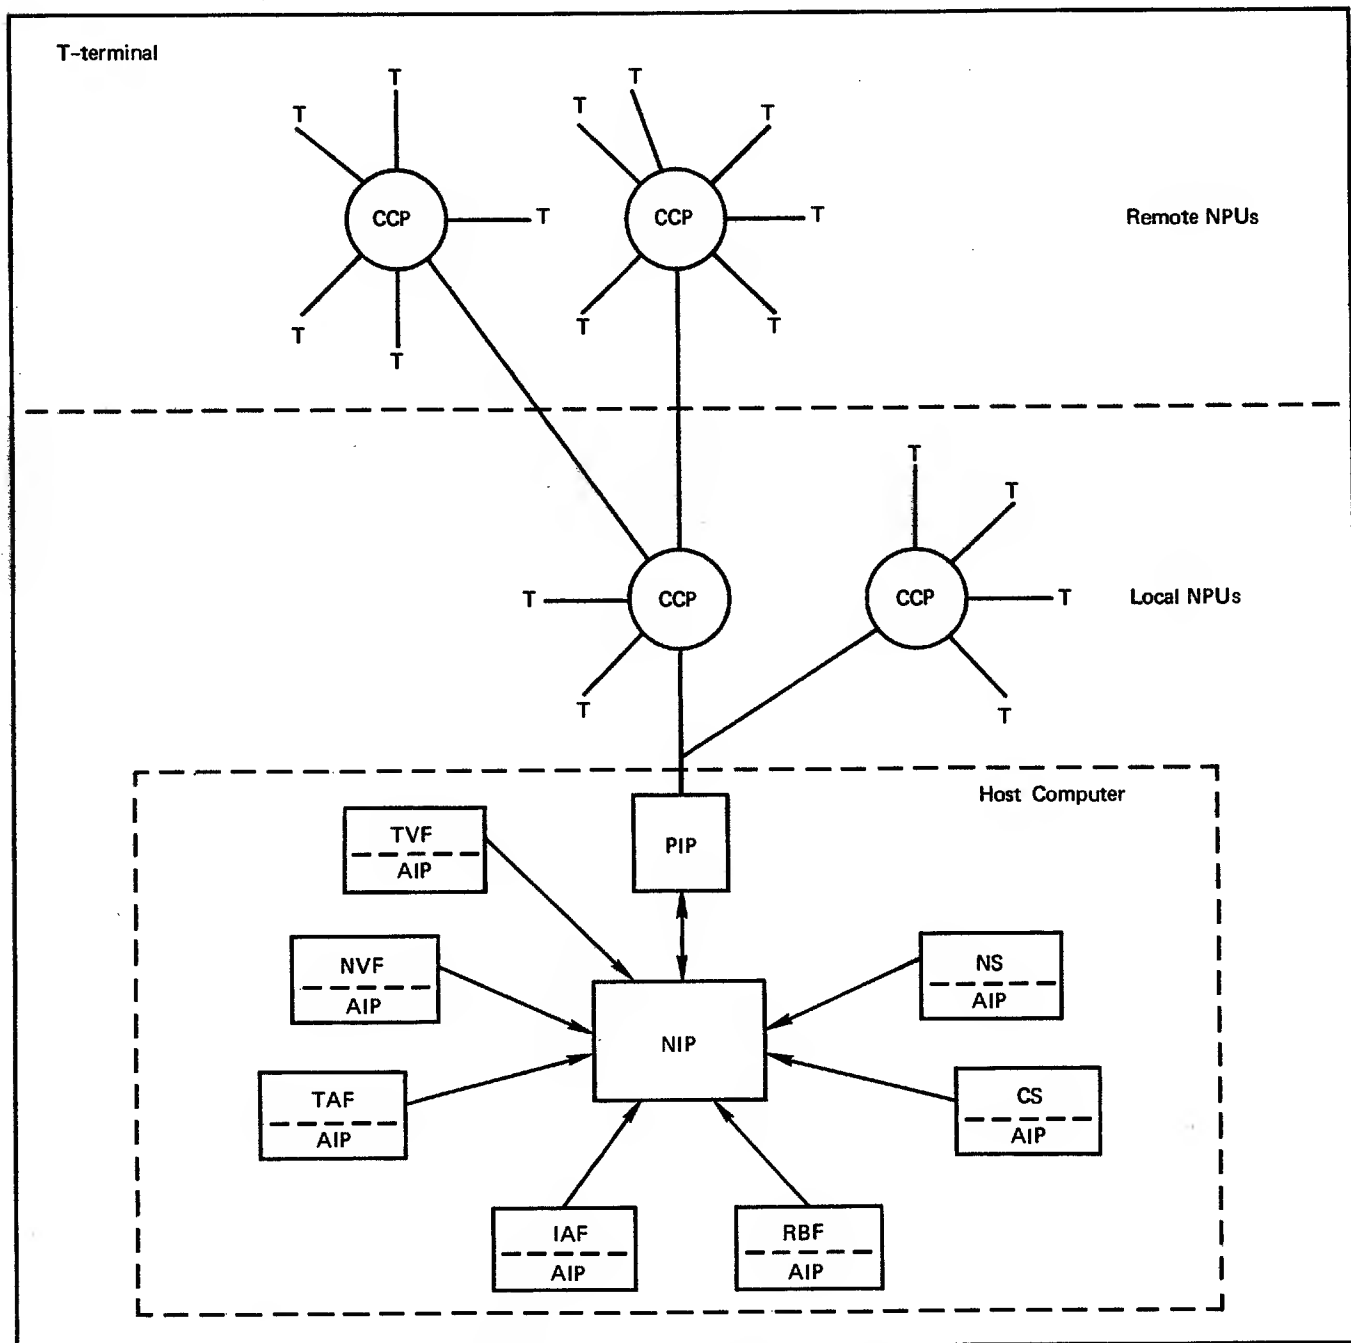 T-terminal
T
T
T
T
T
CCP
T
CCP
T
Remote NPUs
T
T
T
T
T
T
T
T
CCP
CCP
T
Local NPUs
T
T
T
Host Computer
TVF
AIP
PIP
NVF
AIP
NS
AIP
NIP
TAF
AIP
CS
AIP
IAF
AIP
RBF
AIP